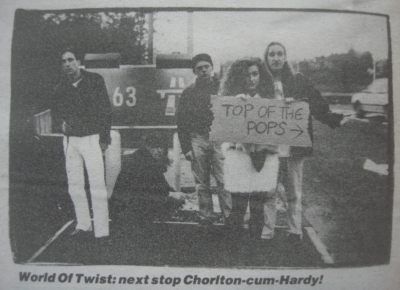 63
TOP OF THE
POPS →
World Of Twist: next stop Chorlton-cum-Hardy!